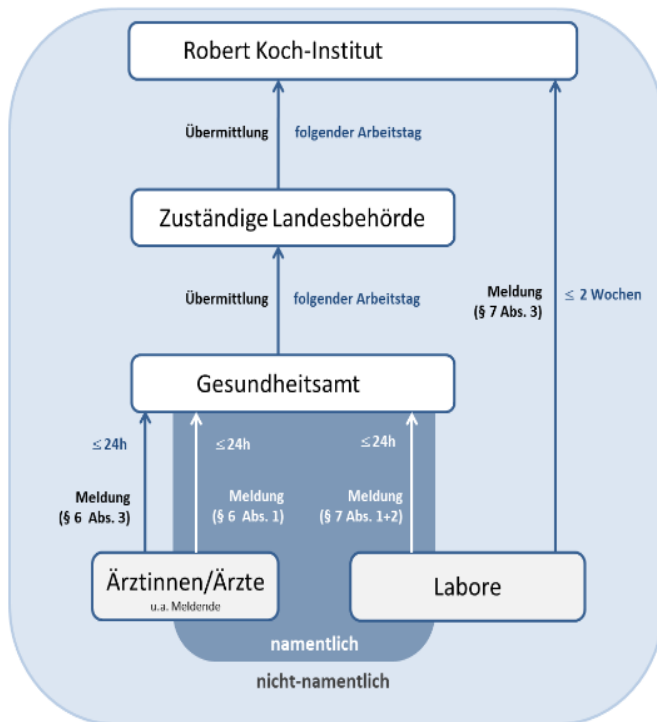 Robert Koch-Institut
Übermittlung folgender Arbeitstag
Zuständige Landesbehörde
Übermittlung folgender Arbeitstag
Meldung
(§ 7 Abs. 3)
≤ 2 Wochen
Gesundheitsamt
≤ 24h
≤ 24h
≤ 24h
Meldung
(§ 6 Abs. 3)
Meldung
(§ 6 Abs. 1)
Meldung
(§ 7 Abs. 1+2)
Ärztinnen/Ärzte
u.a. Meldende
Labore
namentlich
nicht-namentlich